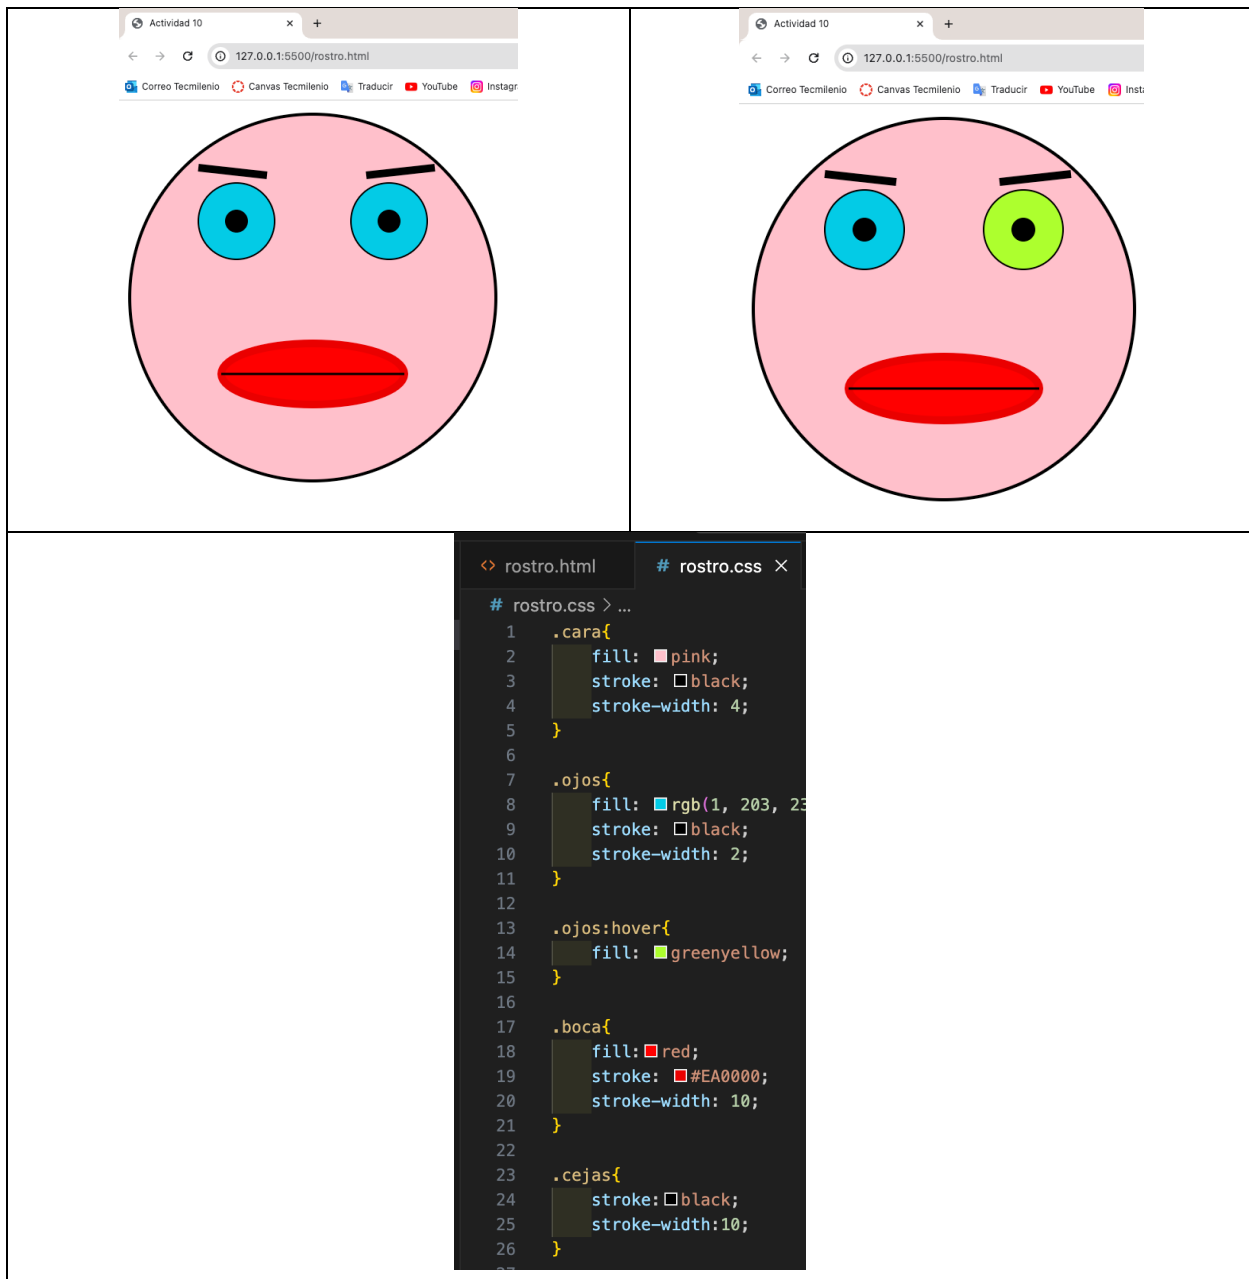 Actividad 10
127.0.0.1:5500/rostro.html
Correo Tecmilenio Canvas Tecmilenio Traducir YouTube Instagr
Actividad 10
127.0.0.1:5500/rostro.html
Correo Tecmilenio Canvas Tecmilenio Traducir YouTube Insta
<> rostro.html # rostro.css ×
# rostro.css > ...
1 .cara{
2 fill: pink;
3 stroke: black;
4 stroke-width: 4;
5 }
6
7 .ojos{
8 fill: rgb(1, 203, 23
9 stroke: black;
10 stroke-width: 2;
11 }
12
13 .ojos:hover{
14 fill: greenyellow;
15 }
16
17 .boca{
18 fill: red;
19 stroke: #EA0000;
20 stroke-width: 10;
21 }
22
23 .cejas{
24 stroke: black;
25 stroke-width:10;
26 }